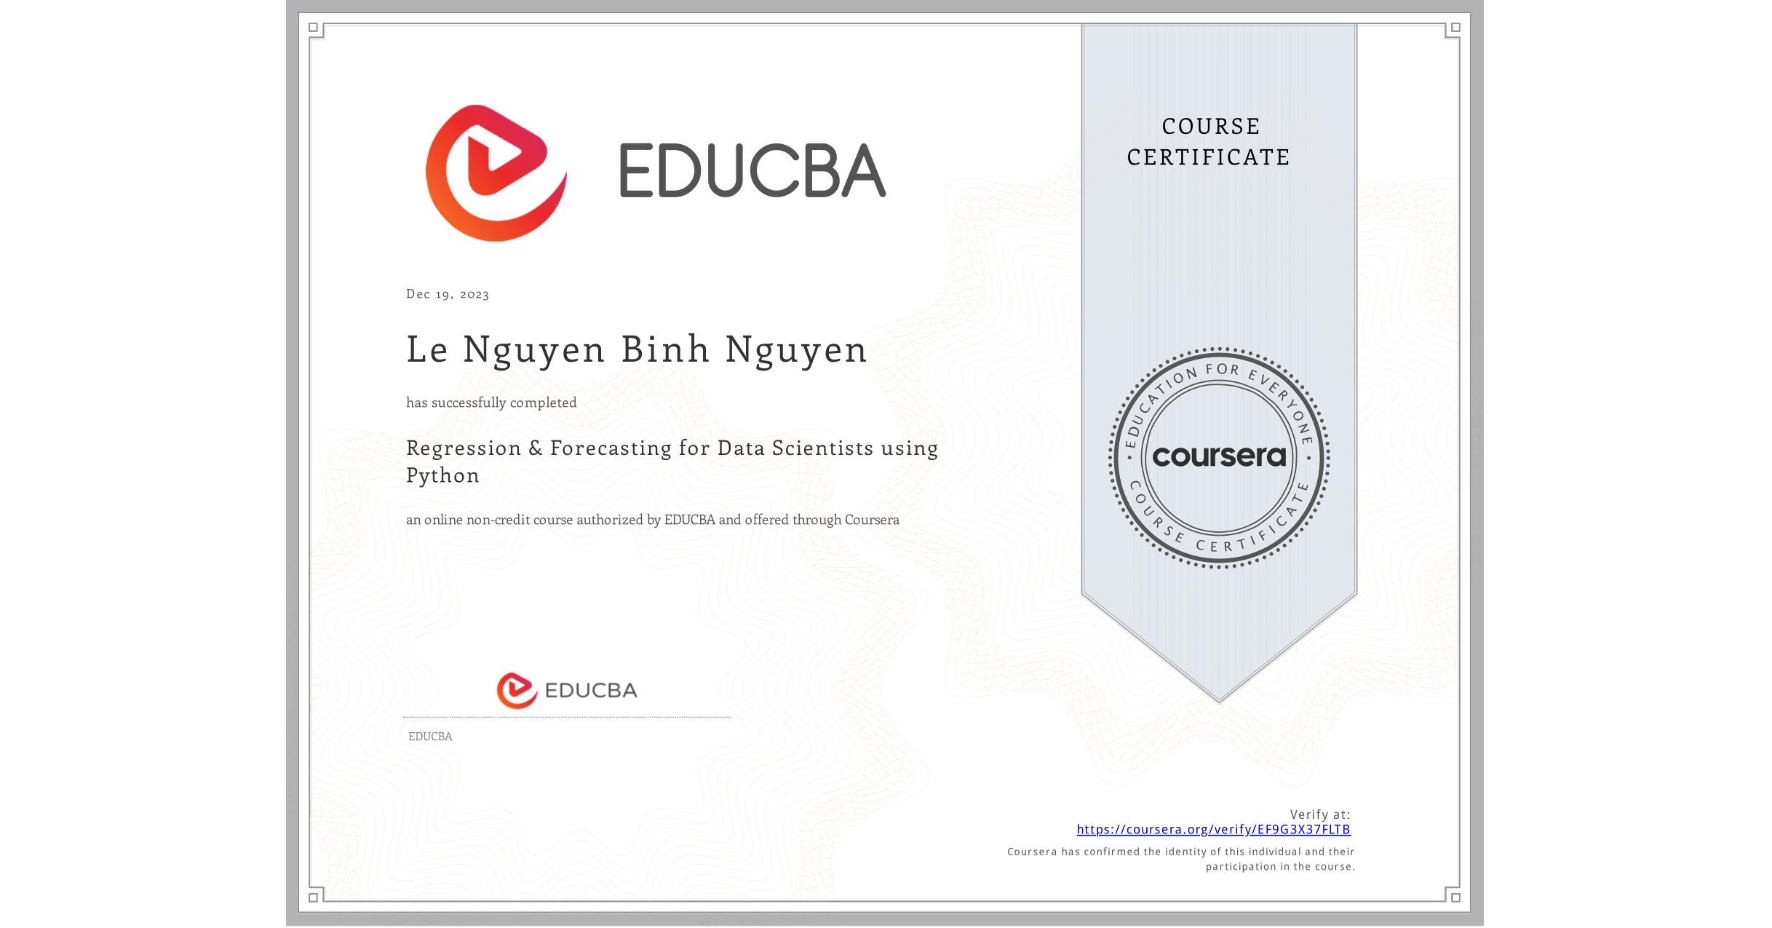 EDUCBA
COURSE
CERTIFICATE
Dec 19, 2023
Le Nguyen Binh Nguyen
has successfully completed
Regression & Forecasting for Data Scientists using
Python
an online non-credit course authorized by EDUCBA and offered through Coursera
EDUCATION FOR EVERYONE
coursera
COURSE CERTIFICATE
EDUCBA
EDUCBA
Verify at:
https://coursera.org/verify/EF9G3X37FLTB
Coursera has confirmed the identity of this individual and their
participation in the course.